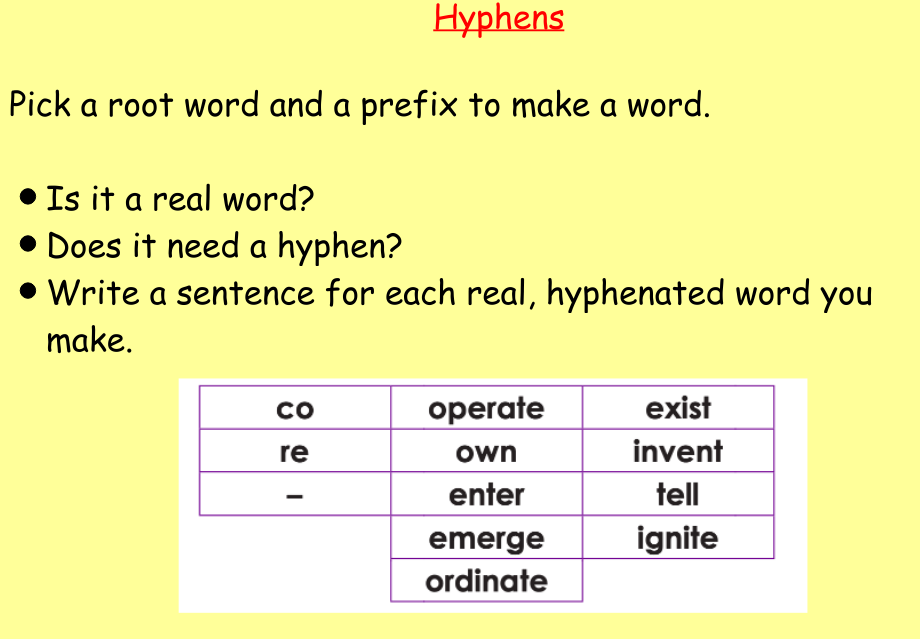 Hyphens
Pick a root word and a prefix to make a word.
• Is it a real word?
• Does it need a hyphen?
• Write a sentence for each real, hyphenated word you
make.
co operate exist
re own invent
– enter tell
emerge ignite
ordinate